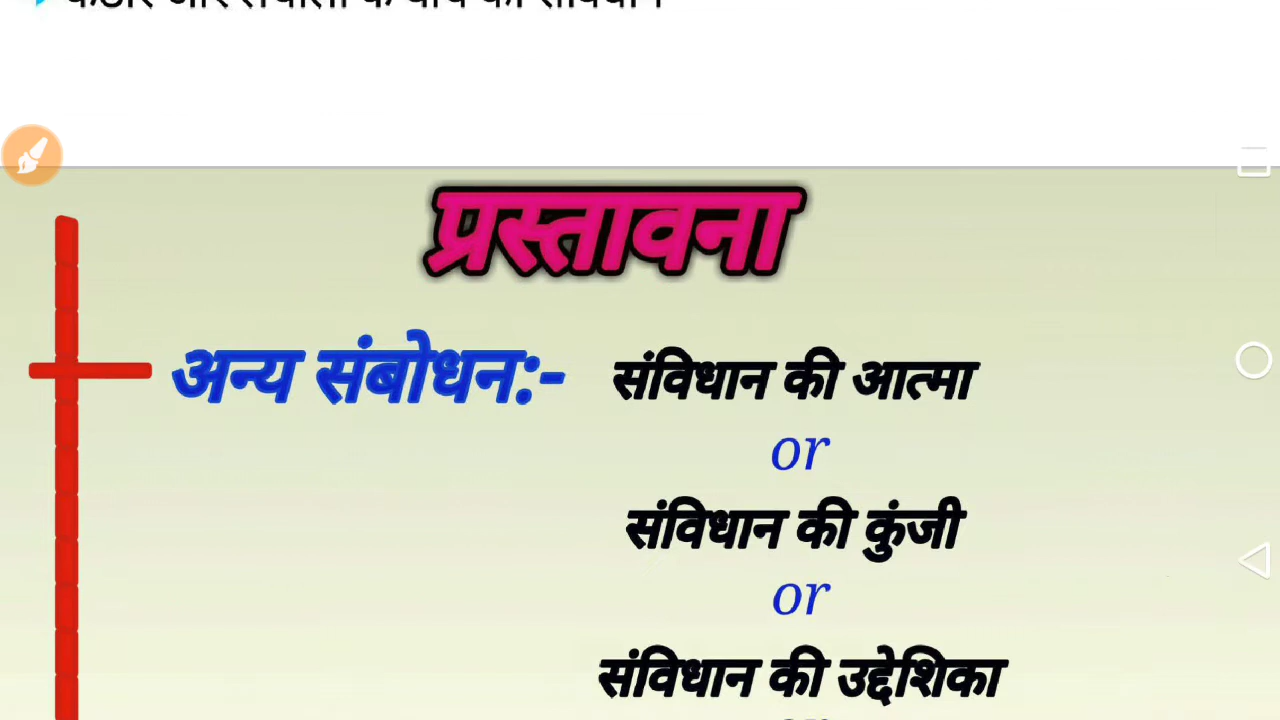 प्रस्तावना
अन्य संबोधन:- संविधान की आत्मा
or
संविधान की कुंजी
or
संविधान की उद्देशिका